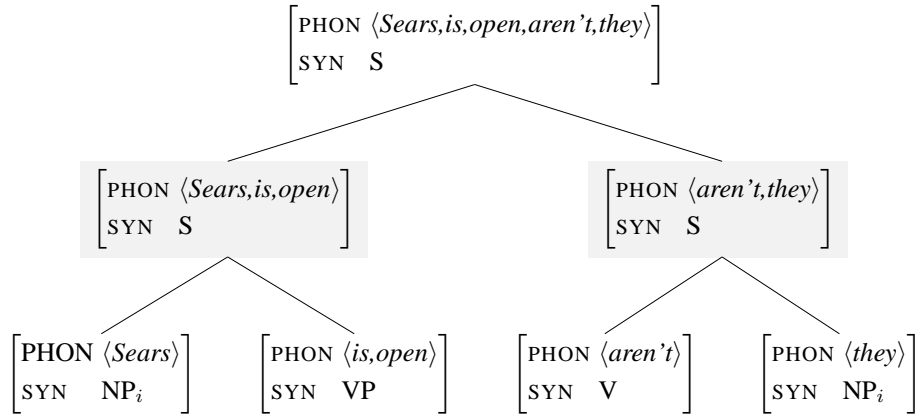 PHON ⟨Sears,is,open,aren't,they⟩
SYN S
PHON ⟨Sears,is,open⟩
SYN S
PHON ⟨aren't,they⟩
SYN S
PHON ⟨Sears⟩
SYN NPᵢ
PHON ⟨is,open⟩
SYN VP
PHON ⟨aren't⟩
SYN V
PHON ⟨they⟩
SYN NPᵢ